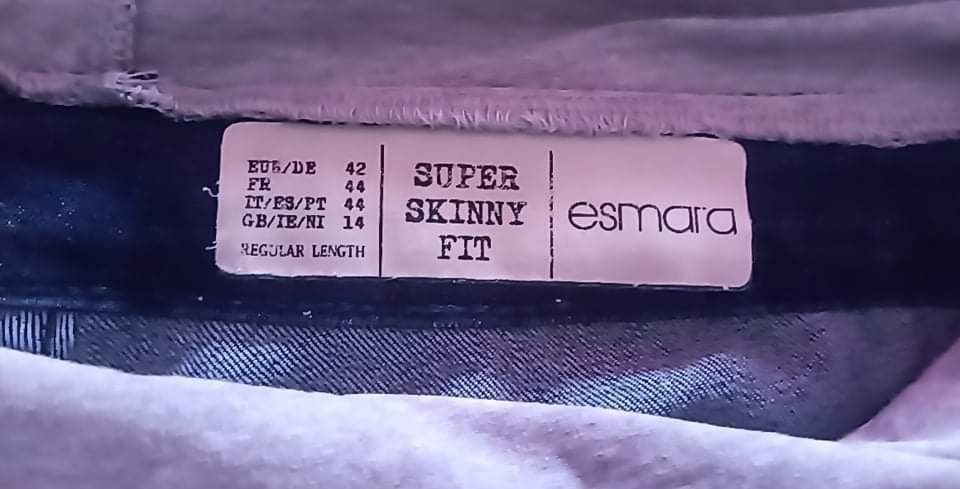 EUR/DE 42
FR 44
IT/ES/PT 44
GB/IE/NI 14
REGULAR LENGTH
SUPER
SKINNY
FIT
esmara